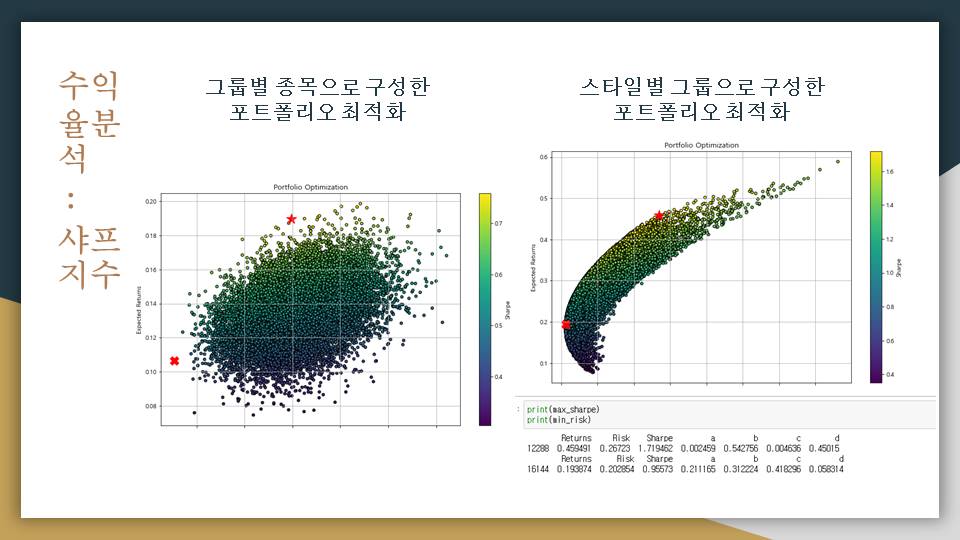 수익
율분
석
:
샤프
지수
그룹별 종목으로 구성한
포트폴리오 최적화
Portfolio Optimization
0.20
0.18
0.16
0.14
0.12
0.10
0.08
Expected Returns
0.7
0.6
0.5
0.4
Sharpe
스타일별 그룹으로 구성한
포트폴리오 최적화
Portfolio Optimization
0.6
0.5
0.4
0.3
0.2
0.1
Expected Returns
1.6
1.4
1.2
1.0
0.8
0.6
0.4
Sharpe
:
print(max_sharpe)
print(min_risk)
Returns Risk Sharpe a b c d
12288 0.459491 0.26723 1.719462 0.002459 0.542756 0.004636 0.45015
Returns Risk Sharpe a b c d
16144 0.193874 0.202854 0.95573 0.211165 0.312224 0.418296 0.058314